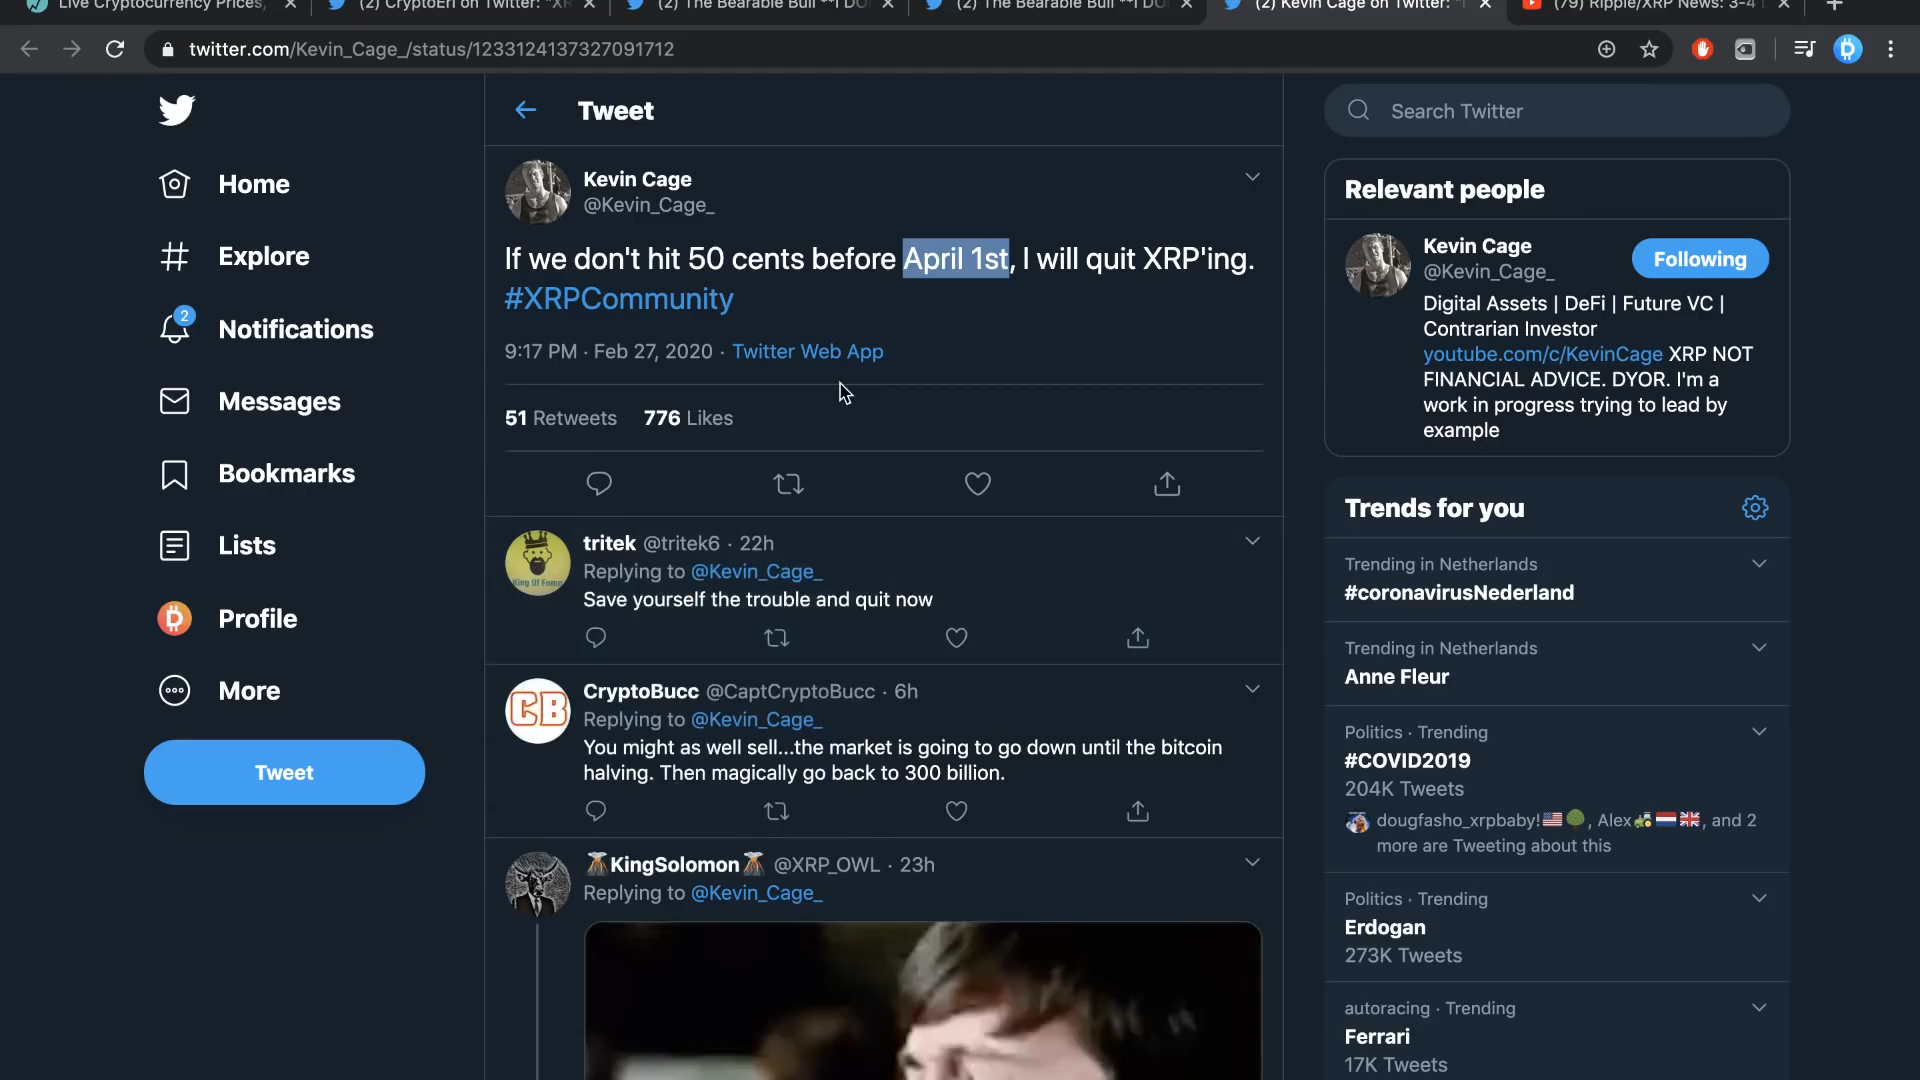 Live Cryptocurrency Prices,
(2) CryptoEri on Twitter: "XR
(2) The Bearable Bull **I DO
(2) The Bearable Bull **I DO
(2) Kevin Cage on Twitter: "I
(79) Ripple/XRP News: 3-4
twitter.com/Kevin_Cage_/status/1233124137327091712
Home
Explore
2
Notifications
Messages
Bookmarks
Lists
Profile
More
Tweet
Tweet
Kevin Cage
@Kevin_Cage_
If we don't hit 50 cents before April 1st, I will quit XRP'ing.
#XRPCommunity
9:17 PM · Feb 27, 2020 · Twitter Web App
51 Retweets 776 Likes
King Of Fame
tritek @tritek6 · 22h
Replying to @Kevin_Cage_
Save yourself the trouble and quit now
CB
CryptoBucc @CaptCryptoBucc · 6h
Replying to @Kevin_Cage_
You might as well sell...the market is going to go down until the bitcoin
halving. Then magically go back to 300 billion.
🌋KingSolomon🌋 @XRP_OWL · 23h
Replying to @Kevin_Cage_
Search Twitter
Relevant people
Kevin Cage
@Kevin_Cage_
Following
Digital Assets | DeFi | Future VC |
Contrarian Investor
youtube.com/c/KevinCage XRP NOT
FINANCIAL ADVICE. DYOR. I'm a
work in progress trying to lead by
example
Trends for you
Trending in Netherlands
#coronavirusNederland
Trending in Netherlands
Anne Fleur
Politics · Trending
#COVID2019
204K Tweets
dougfasho_xrpbaby!🇺🇸🌳, Alex🚜🇳🇱🇬🇧, and 2
more are Tweeting about this
Politics · Trending
Erdogan
273K Tweets
autoracing · Trending
Ferrari
17K Tweets